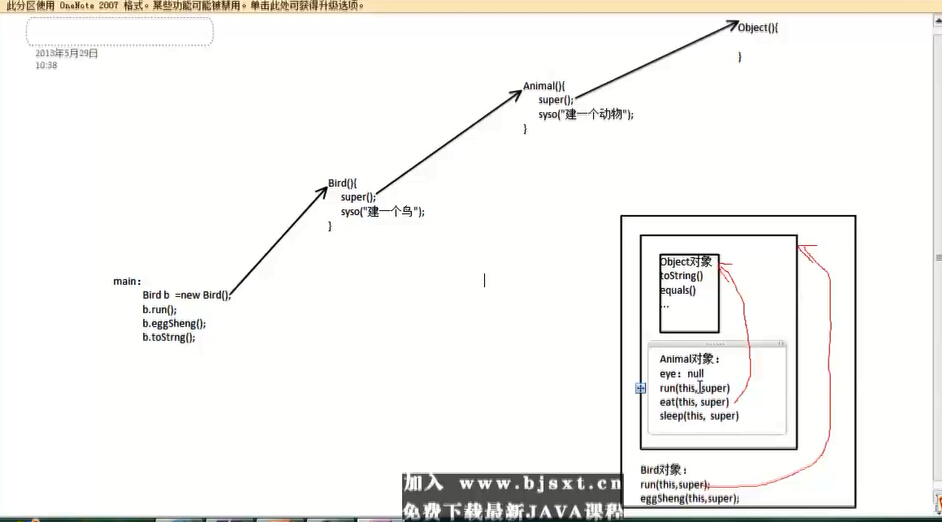 此分区使用 OneNote 2007 格式。某些功能可能被禁用。单击此处可获得升级选项。
2013年5月29日
10:38
Object(){
}
Animal(){
super();
syso("建一个动物");
}
Bird(){
super();
syso("建一个鸟");
}
main:
Bird b =new Bird();
b.run();
b.eggSheng();
b.toStrng();
Object对象
toString()
equals()
...
Animal对象:
eye: null
run(this, super)
eat(this, super)
sleep(this, super)
Bird对象:
run(this,super);
eggSheng(this,super);
加入 www.bjsxt.cn
免费下载最新JAVA课程